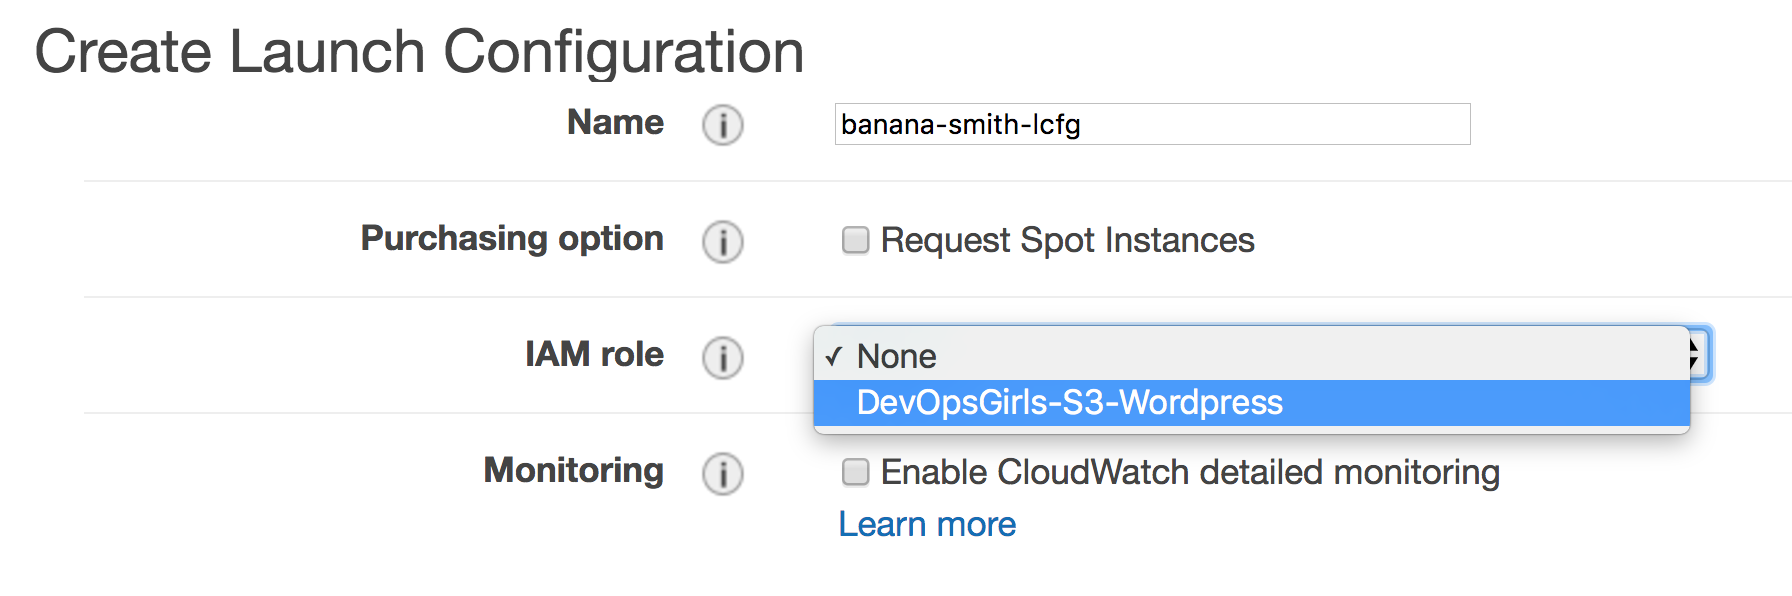 Create Launch Configuration
Name i banana-smith-lcfg
Purchasing option i Request Spot Instances
IAM role i ✓ None
DevOpsGirls-S3-Wordpress
Monitoring i Enable CloudWatch detailed monitoring
Learn more